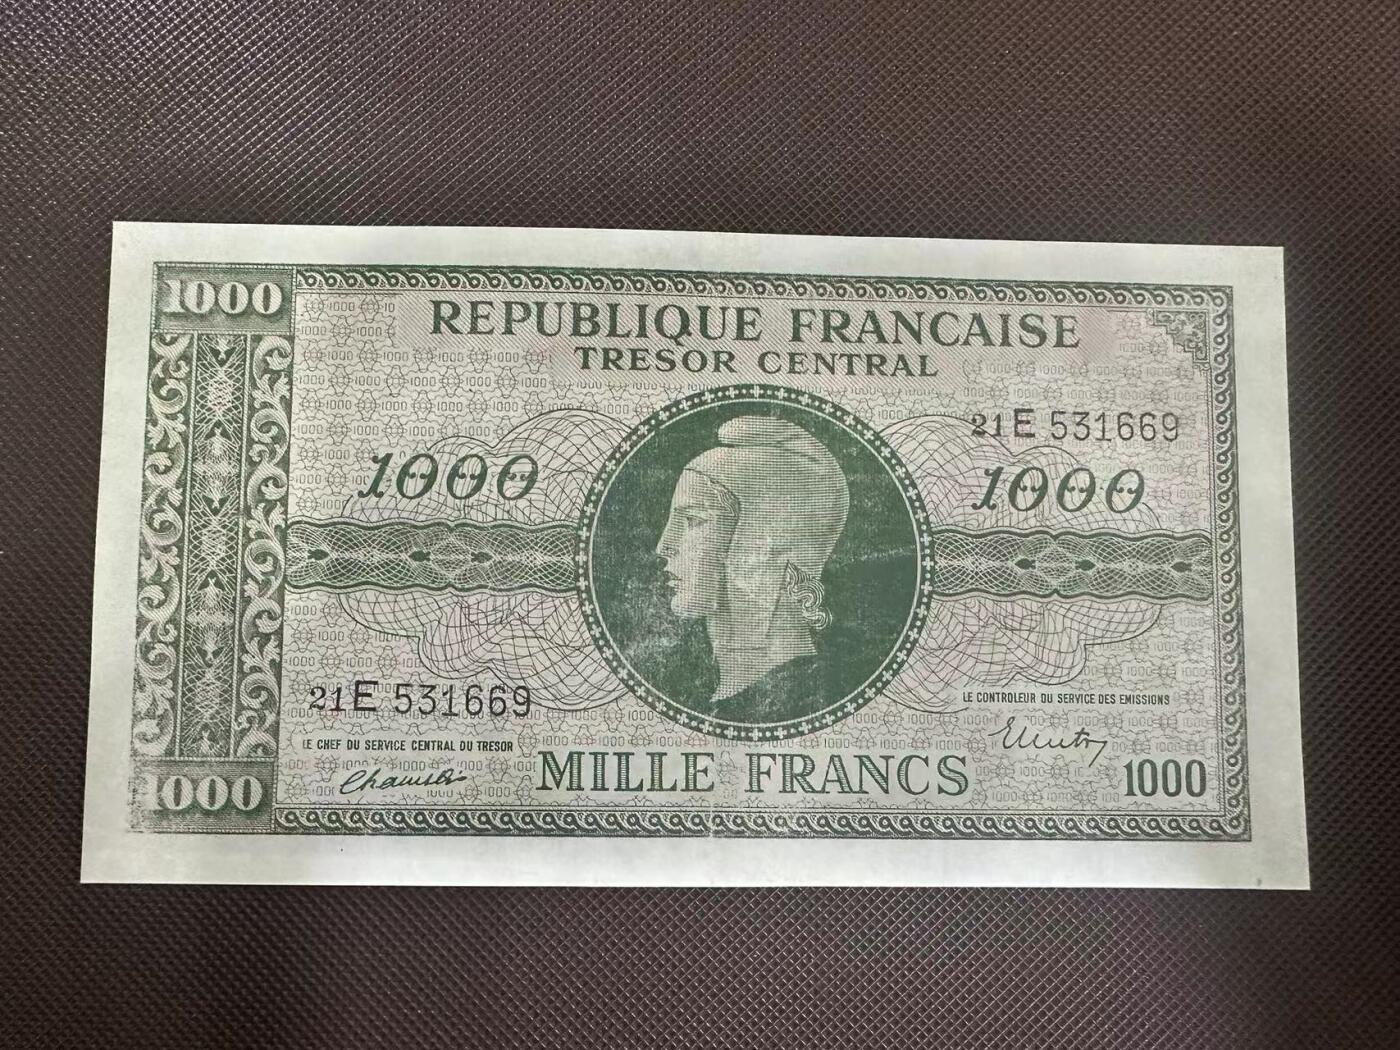 1000
REPUBLIQUE FRANCAISE
TRESOR CENTRAL
21E 531669
1000
1000
21E 531669
LE CONTROLEUR DU SERVICE DES EMISSIONS
LE CHEF DU SERVICE CENTRAL DU TRESOR
MILLE FRANCS
1000
1000